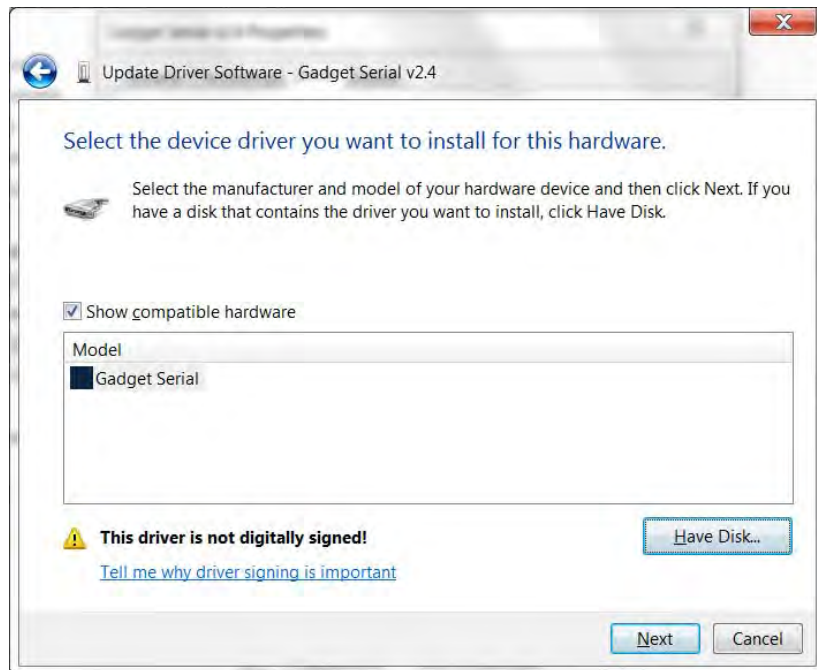 Update Driver Software - Gadget Serial v2.4
Select the device driver you want to install for this hardware.
Select the manufacturer and model of your hardware device and then click Next. If you
have a disk that contains the driver you want to install, click Have Disk.
Show compatible hardware
Model
Gadget Serial
This driver is not digitally signed!
Have Disk...
Tell me why driver signing is important
Next
Cancel